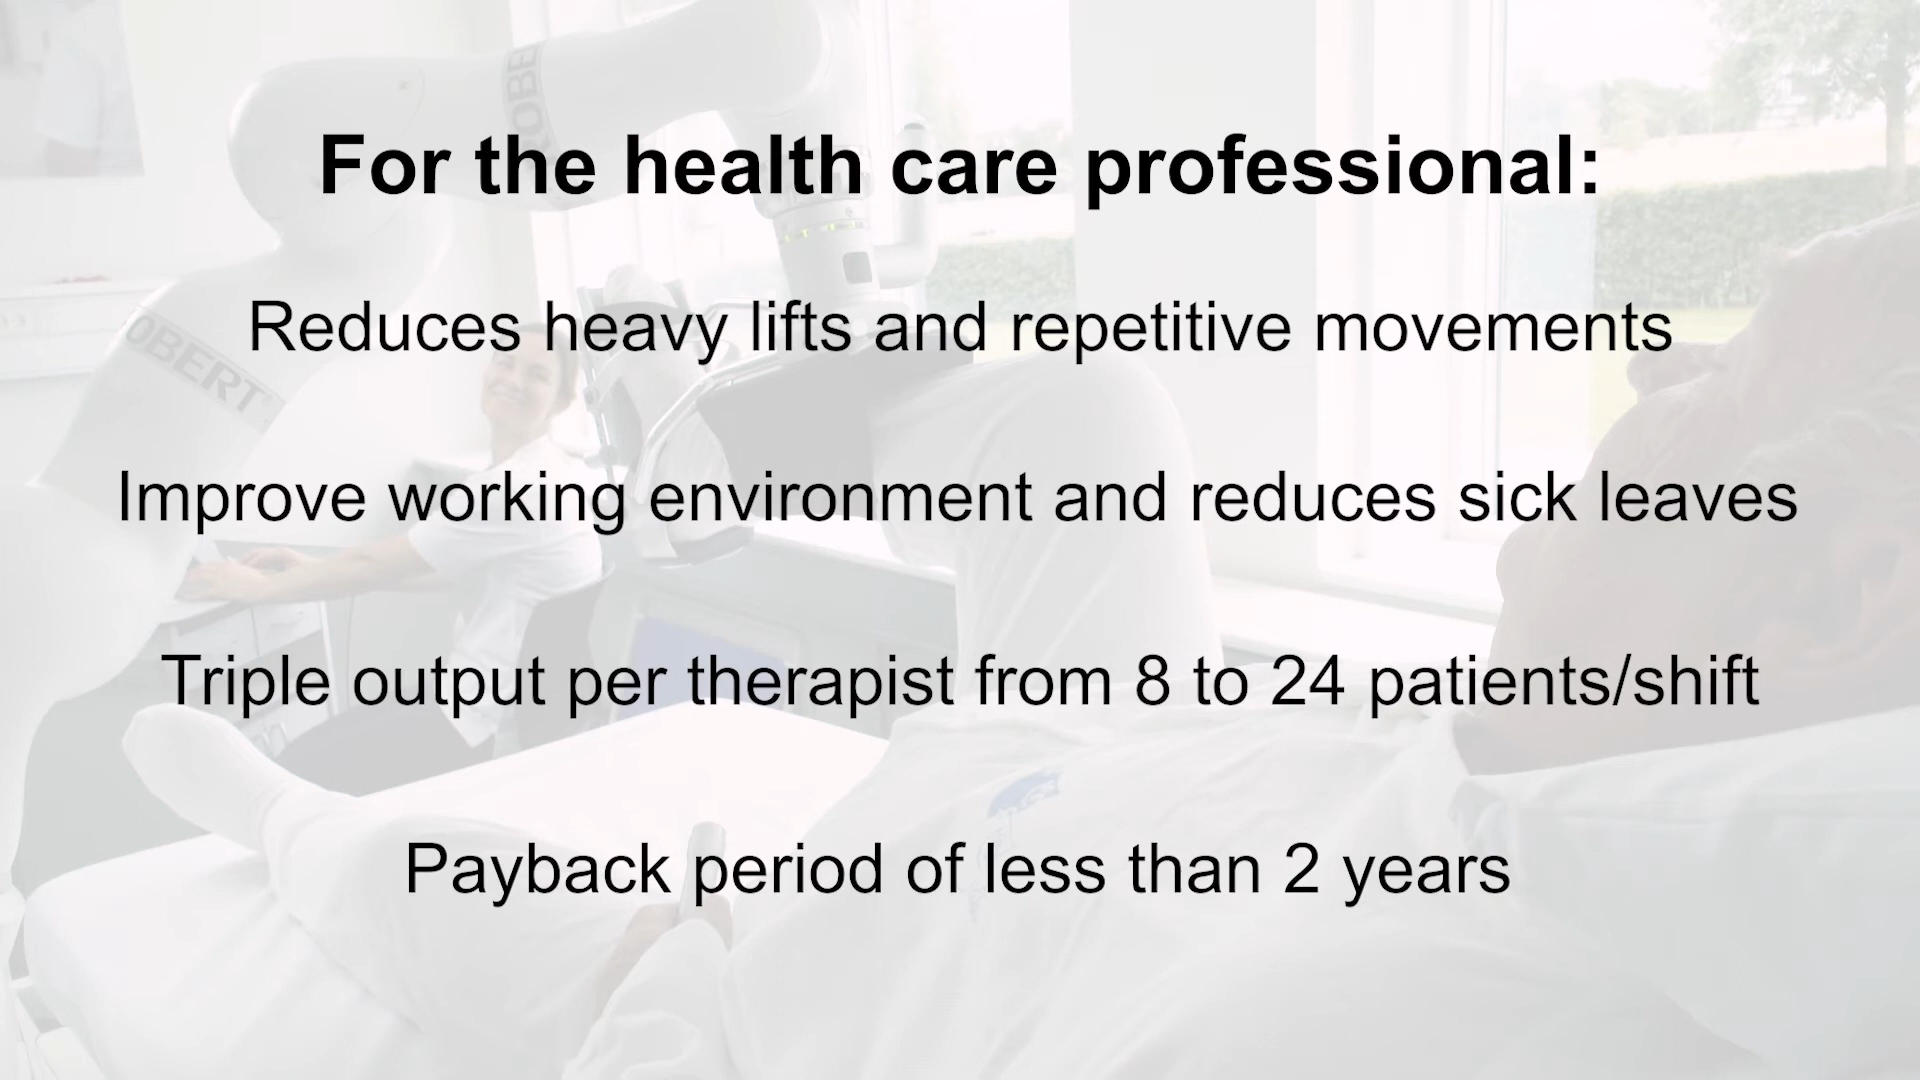 For the health care professional:
Reduces heavy lifts and repetitive movements
Improve working environment and reduces sick leaves
Triple output per therapist from 8 to 24 patients/shift
Payback period of less than 2 years
OBERT